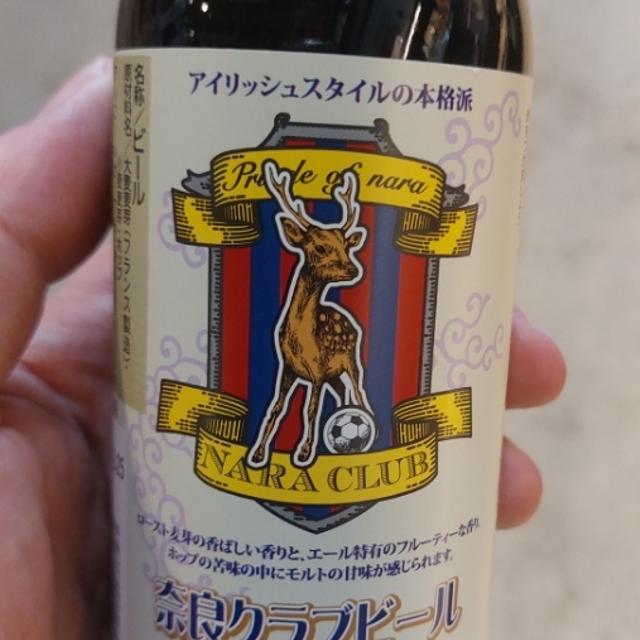 アイリッシュスタイルの本格派
Pride of nara
NARA CLUB
ロースト麦芽の香ばしい香りと、エール特有のフルーティーな香り。
ホップの苦味の中にモルトの甘味が感じられます。
奈良クラブビール
名称/ビール
原材料名/大麦麦芽(フランス製造)・